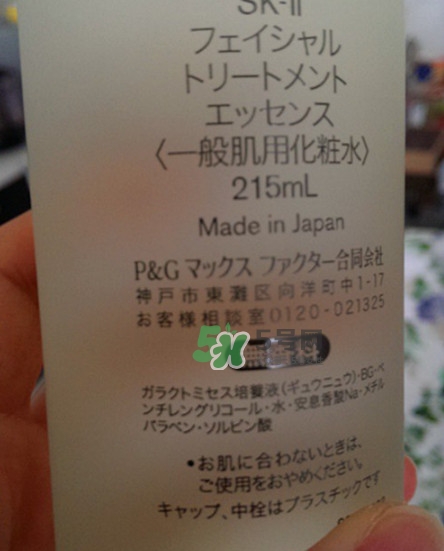 SK-II
フェイシャル
トリートメント
エッセンス
〈一般肌用化粧水〉
215mL
Made in Japan
P&G マックス ファクター合同会社
神戸市東灘区向洋町中1-17
お客様相談室0120-021325
無香料
ガラクトミセス培養液(ギュウニュウ)・BG・ペ
ンチレングリコール・水・安息香酸Na・メチル
パラベン・ソルビン酸
•お肌に合わないときは、
ご使用をおやめください。
キャップ、中栓はプラスチックです